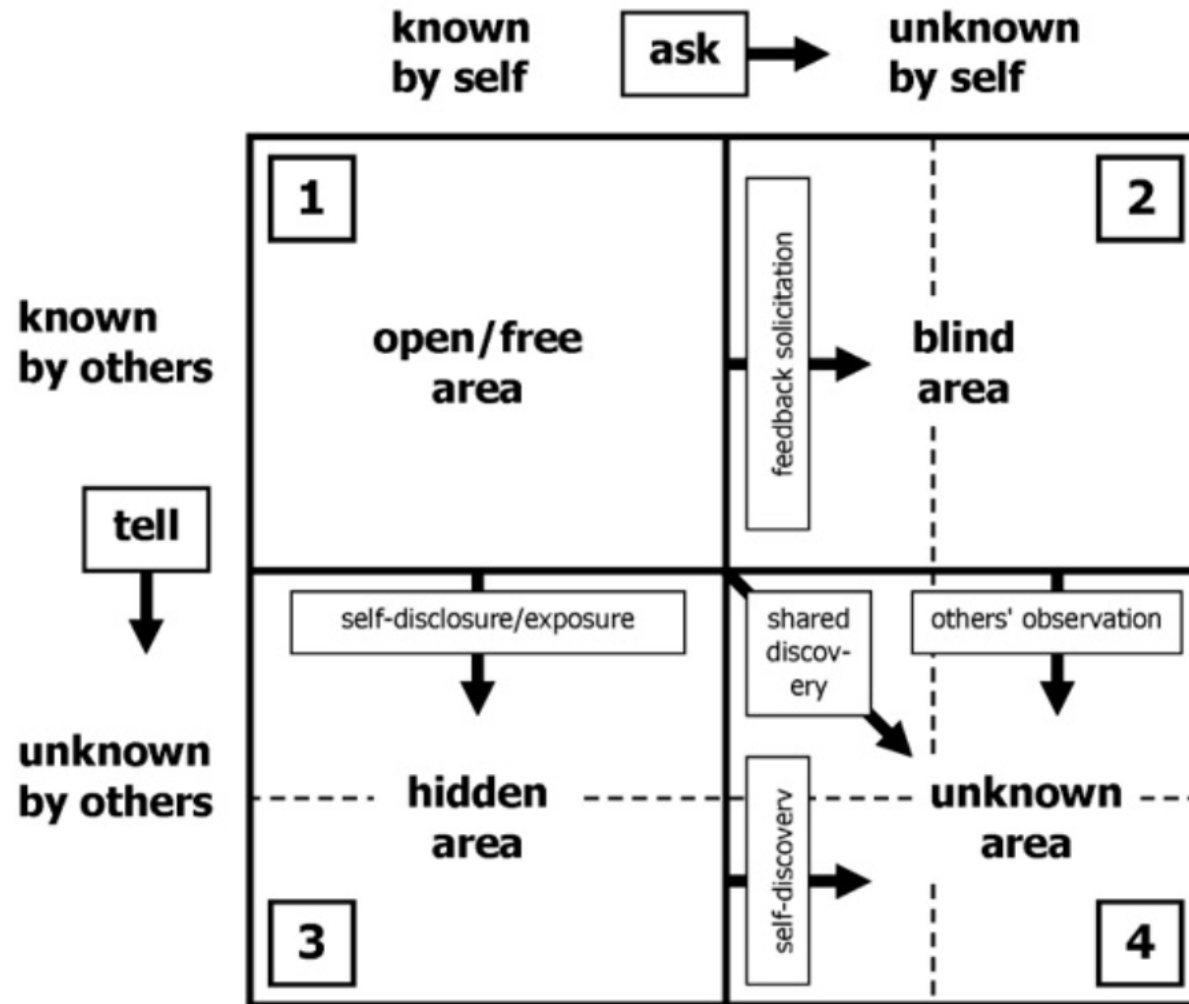 known
by self
ask
unknown
by self
1
2
known
by others
open/free
area
feedback solicitation
blind
area
tell
self-disclosure/exposure
shared
discov-
ery
others' observation
unknown
by others
hidden
area
self-discovery
unknown
area
3
4